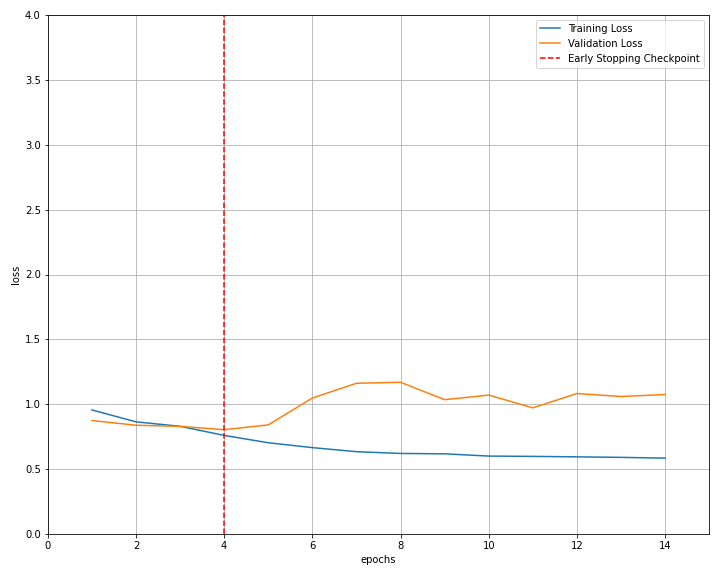 Training Loss
Validation Loss
Early Stopping Checkpoint
4.0
3.5
3.0
2.5
2.0
1.5
1.0
0.5
0.0
loss
0 2 4 6 8 10 12 14
epochs